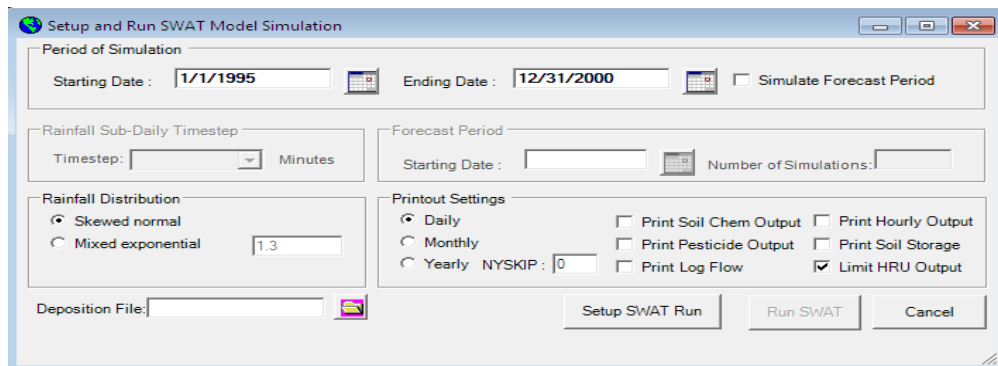 Setup and Run SWAT Model Simulation
Period of Simulation
Starting Date : 1/1/1995 Ending Date : 12/31/2000 Simulate Forecast Period
Rainfall Sub-Daily Timestep Forecast Period
Timestep: Minutes Starting Date : Number of Simulations:
Rainfall Distribution Printout Settings
Skewed normal Daily Print Soil Chem Output Print Hourly Output
Mixed exponential 1.3 Monthly Print Pesticide Output Print Soil Storage
Yearly NYSKIP : 0 Print Log Flow Limit HRU Output
Deposition File: Setup SWAT Run Run SWAT Cancel